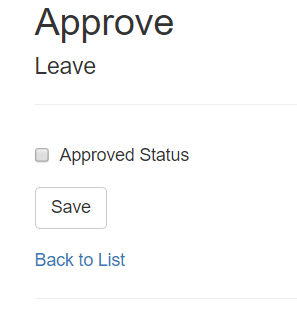 Approve
Leave
Approved Status
Save
Back to List